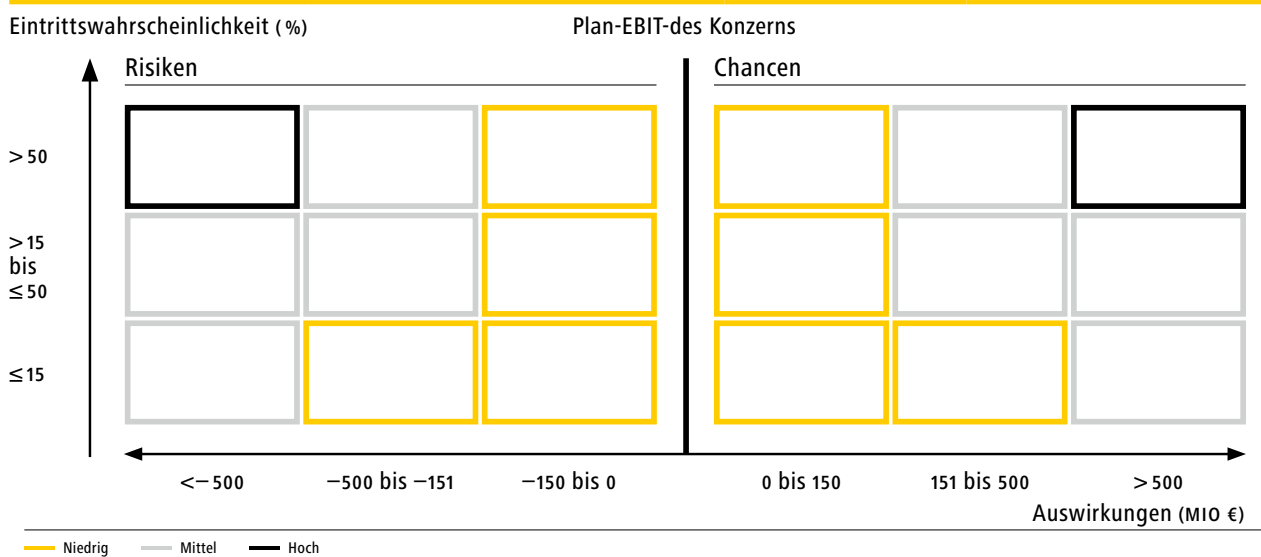 Eintrittswahrscheinlichkeit (%)
Plan-EBIT-des Konzerns
Risiken
Chancen
> 50
> 15
bis
≤ 50
≤ 15
<−500
−500 bis −151
−150 bis 0
0 bis 150
151 bis 500
> 500
Auswirkungen (MIO €)
Niedrig
Mittel
Hoch